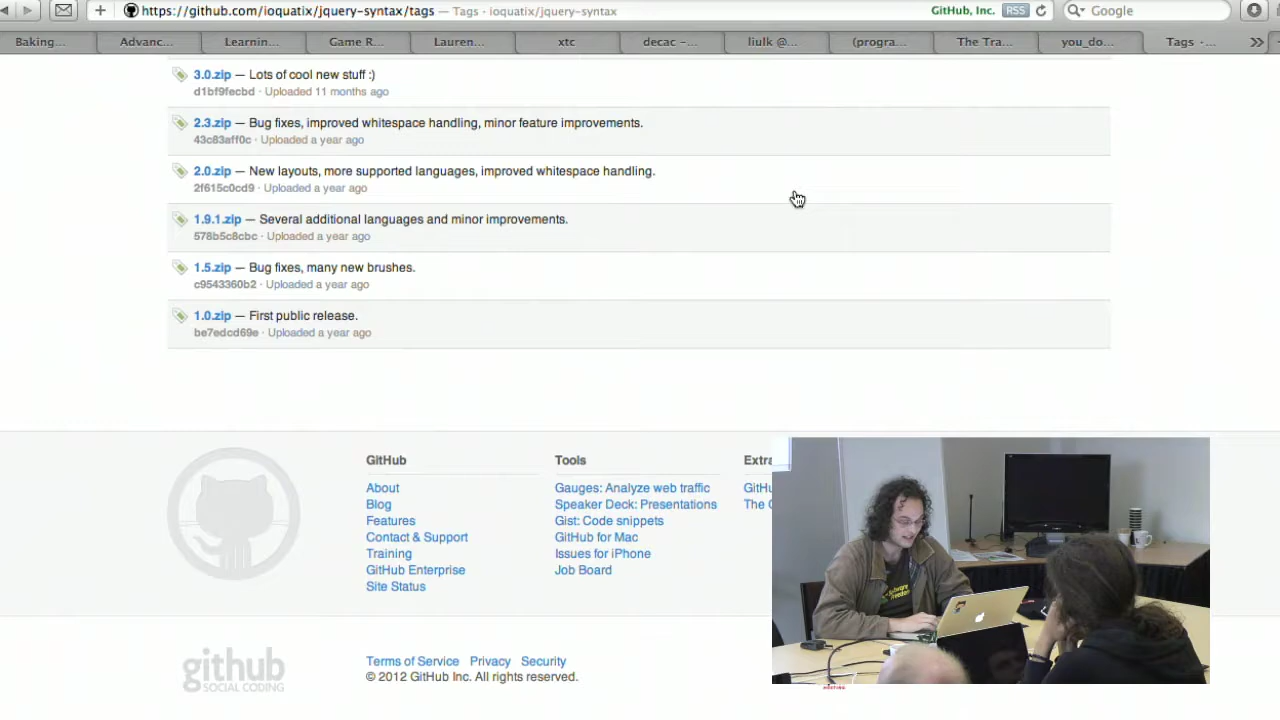 https://github.com/ioquatix/jquery-syntax/tags - Tags - ioquatix/jquery-syntax
GitHub, Inc. RSS
Google
Baking... Advanc... Learnin... Game R... Lauren... xtc decac -... liulk @... (progra... The Tra... you_do... Tags -...
3.0.zip — Lots of cool new stuff :)
d1bf9fecbd · Uploaded 11 months ago
2.3.zip — Bug fixes, improved whitespace handling, minor feature improvements.
43c83aff0c · Uploaded a year ago
2.0.zip — New layouts, more supported languages, improved whitespace handling.
2f615c0cd9 · Uploaded a year ago
1.9.1.zip — Several additional languages and minor improvements.
578b5c8cbc · Uploaded a year ago
1.5.zip — Bug fixes, many new brushes.
c9543360b2 · Uploaded a year ago
1.0.zip — First public release.
be7edcd69e · Uploaded a year ago
GitHub
About
Blog
Features
Contact & Support
Training
GitHub Enterprise
Site Status
Tools
Gauges: Analyze web traffic
Speaker Deck: Presentations
Gist: Code snippets
GitHub for Mac
Issues for iPhone
Job Board
Extra
GitHu
The O
github
SOCIAL CODING
Terms of Service Privacy Security
© 2012 GitHub Inc. All rights reserved.
software freedom